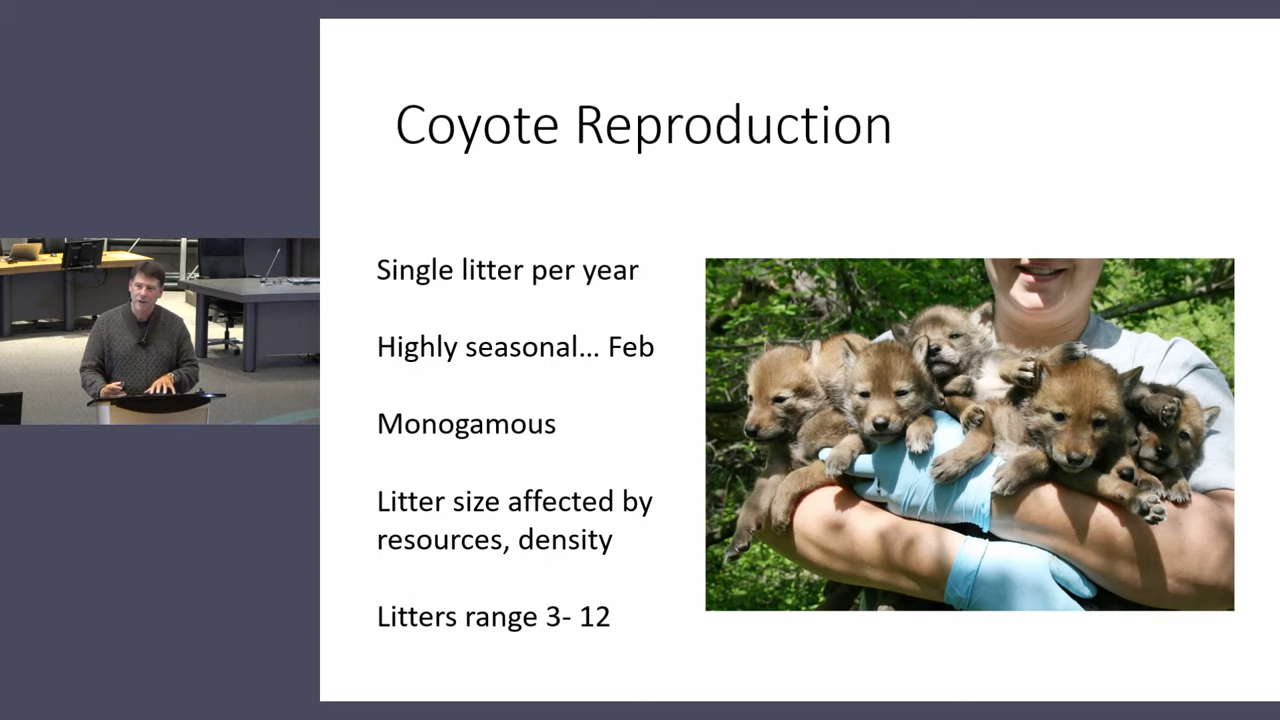 Coyote Reproduction
Single litter per year
Highly seasonal... Feb
Monogamous
Litter size affected by
resources, density
Litters range 3- 12